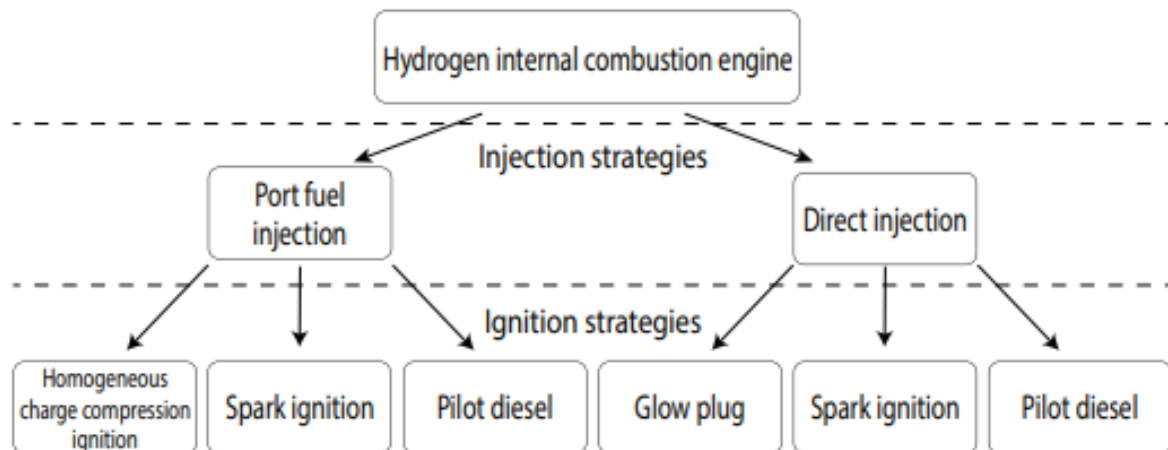 Hydrogen internal combustion engine
Injection strategies
Port fuel
injection
Direct injection
Ignition strategies
Homogeneous
charge compression
ignition
Spark ignition
Pilot diesel
Glow plug
Spark ignition
Pilot diesel